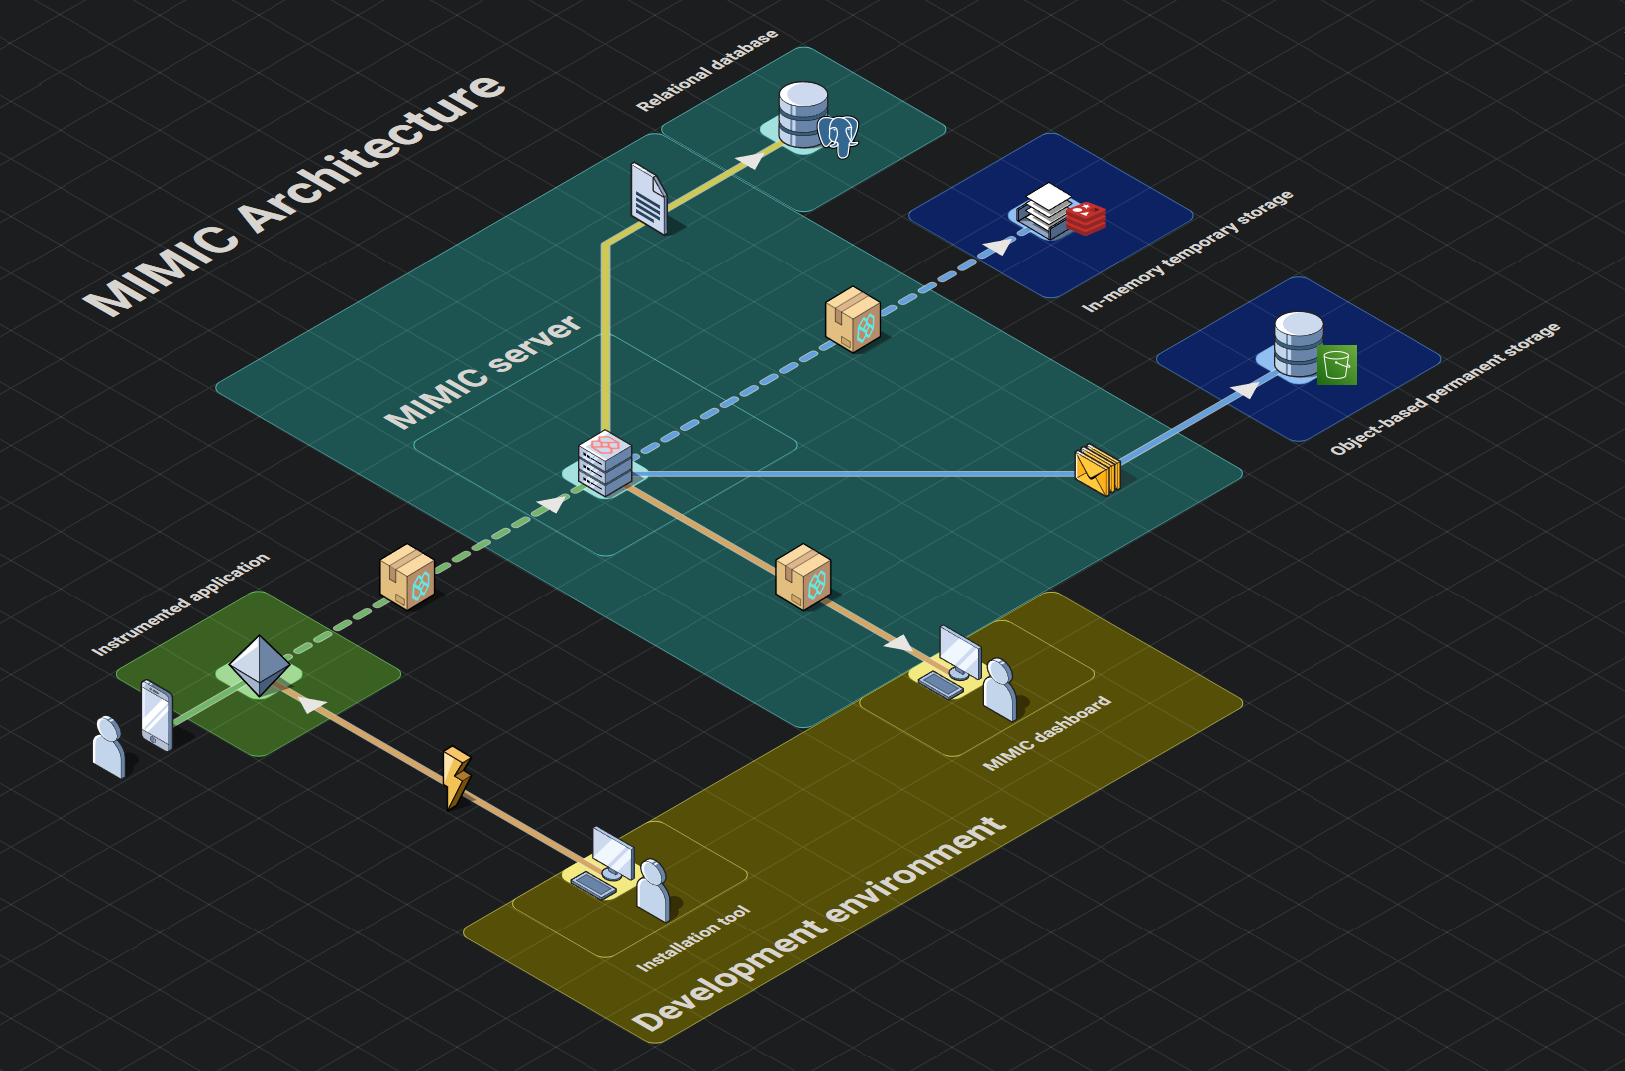 MIMIC Architecture
Relational database
In-memory temporary storage
Object-based permanent storage
MIMIC server
Instrumented application
MIMIC dashboard
Installation tool
Development environment